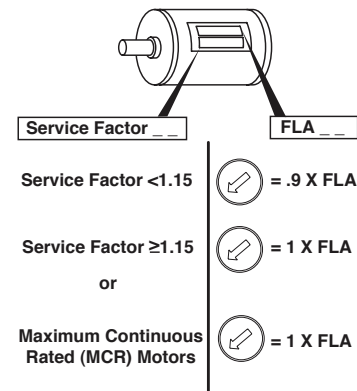 Service Factor _ _ FLA _ _
Service Factor <1.15 = .9 X FLA
Service Factor ≥1.15 = 1 X FLA
or
Maximum Continuous
Rated (MCR) Motors = 1 X FLA